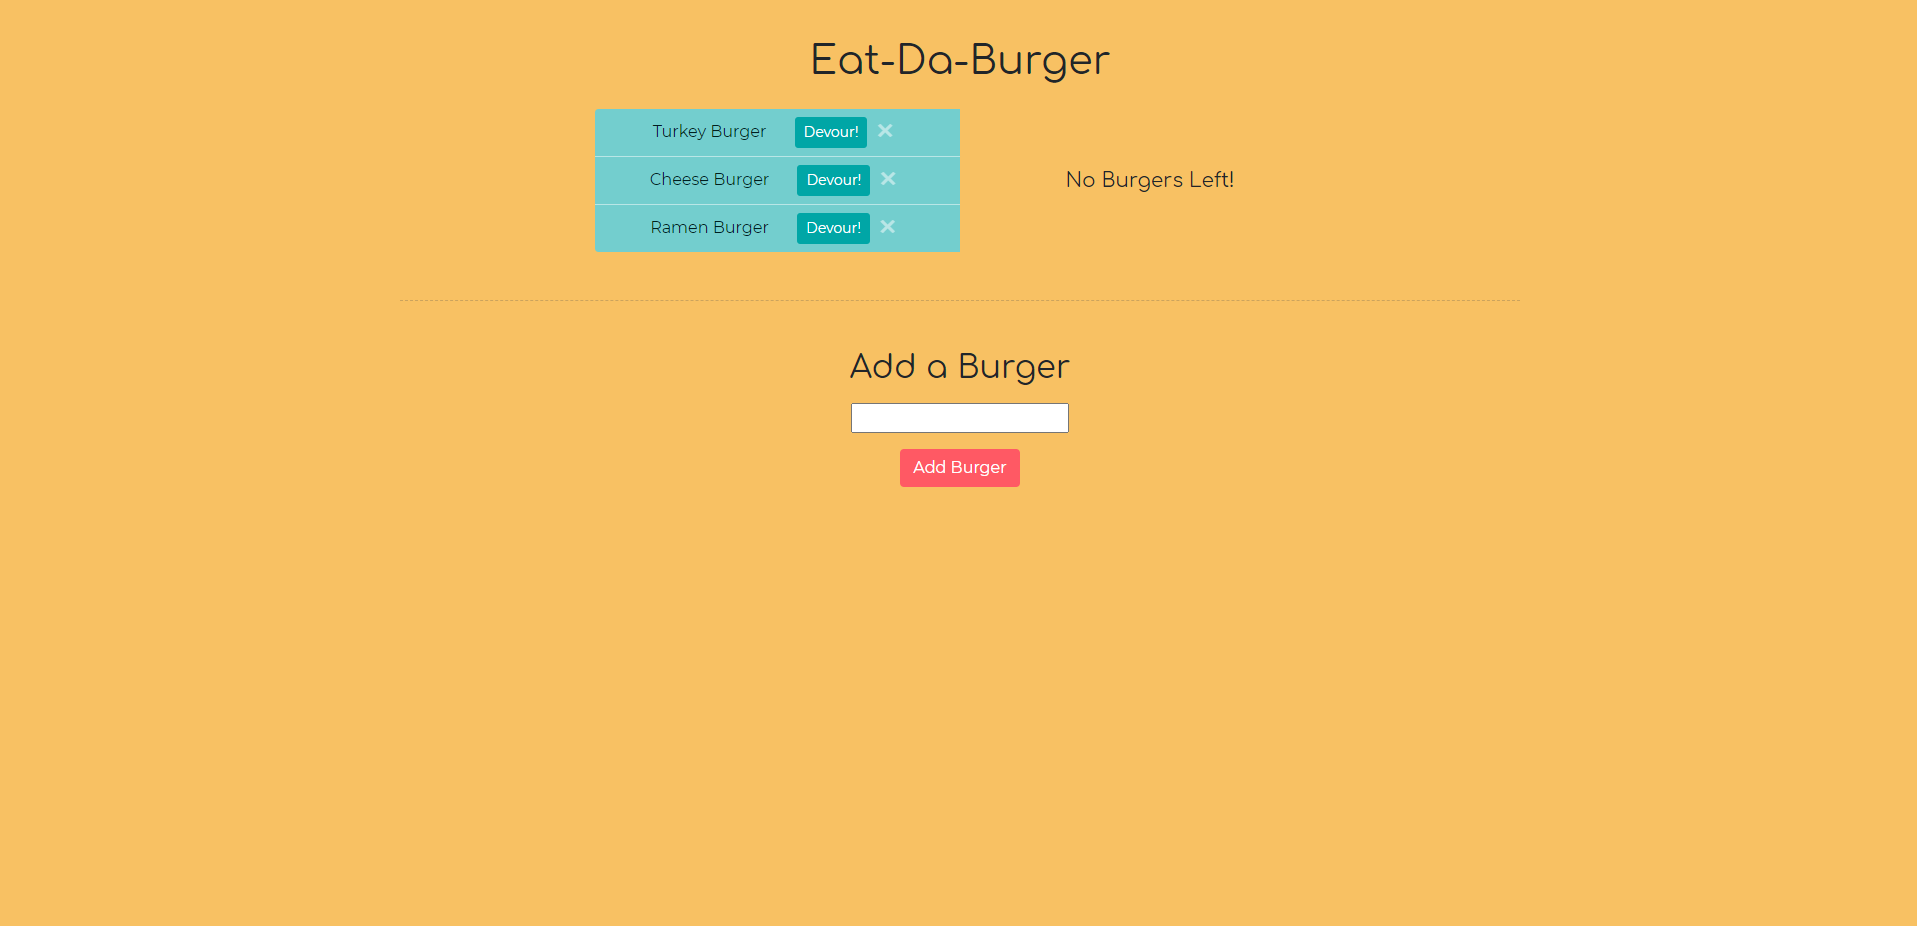 Eat-Da-Burger
Turkey Burger Devour! ×
Cheese Burger Devour! ×
Ramen Burger Devour! ×
No Burgers Left!
Add a Burger
Add Burger